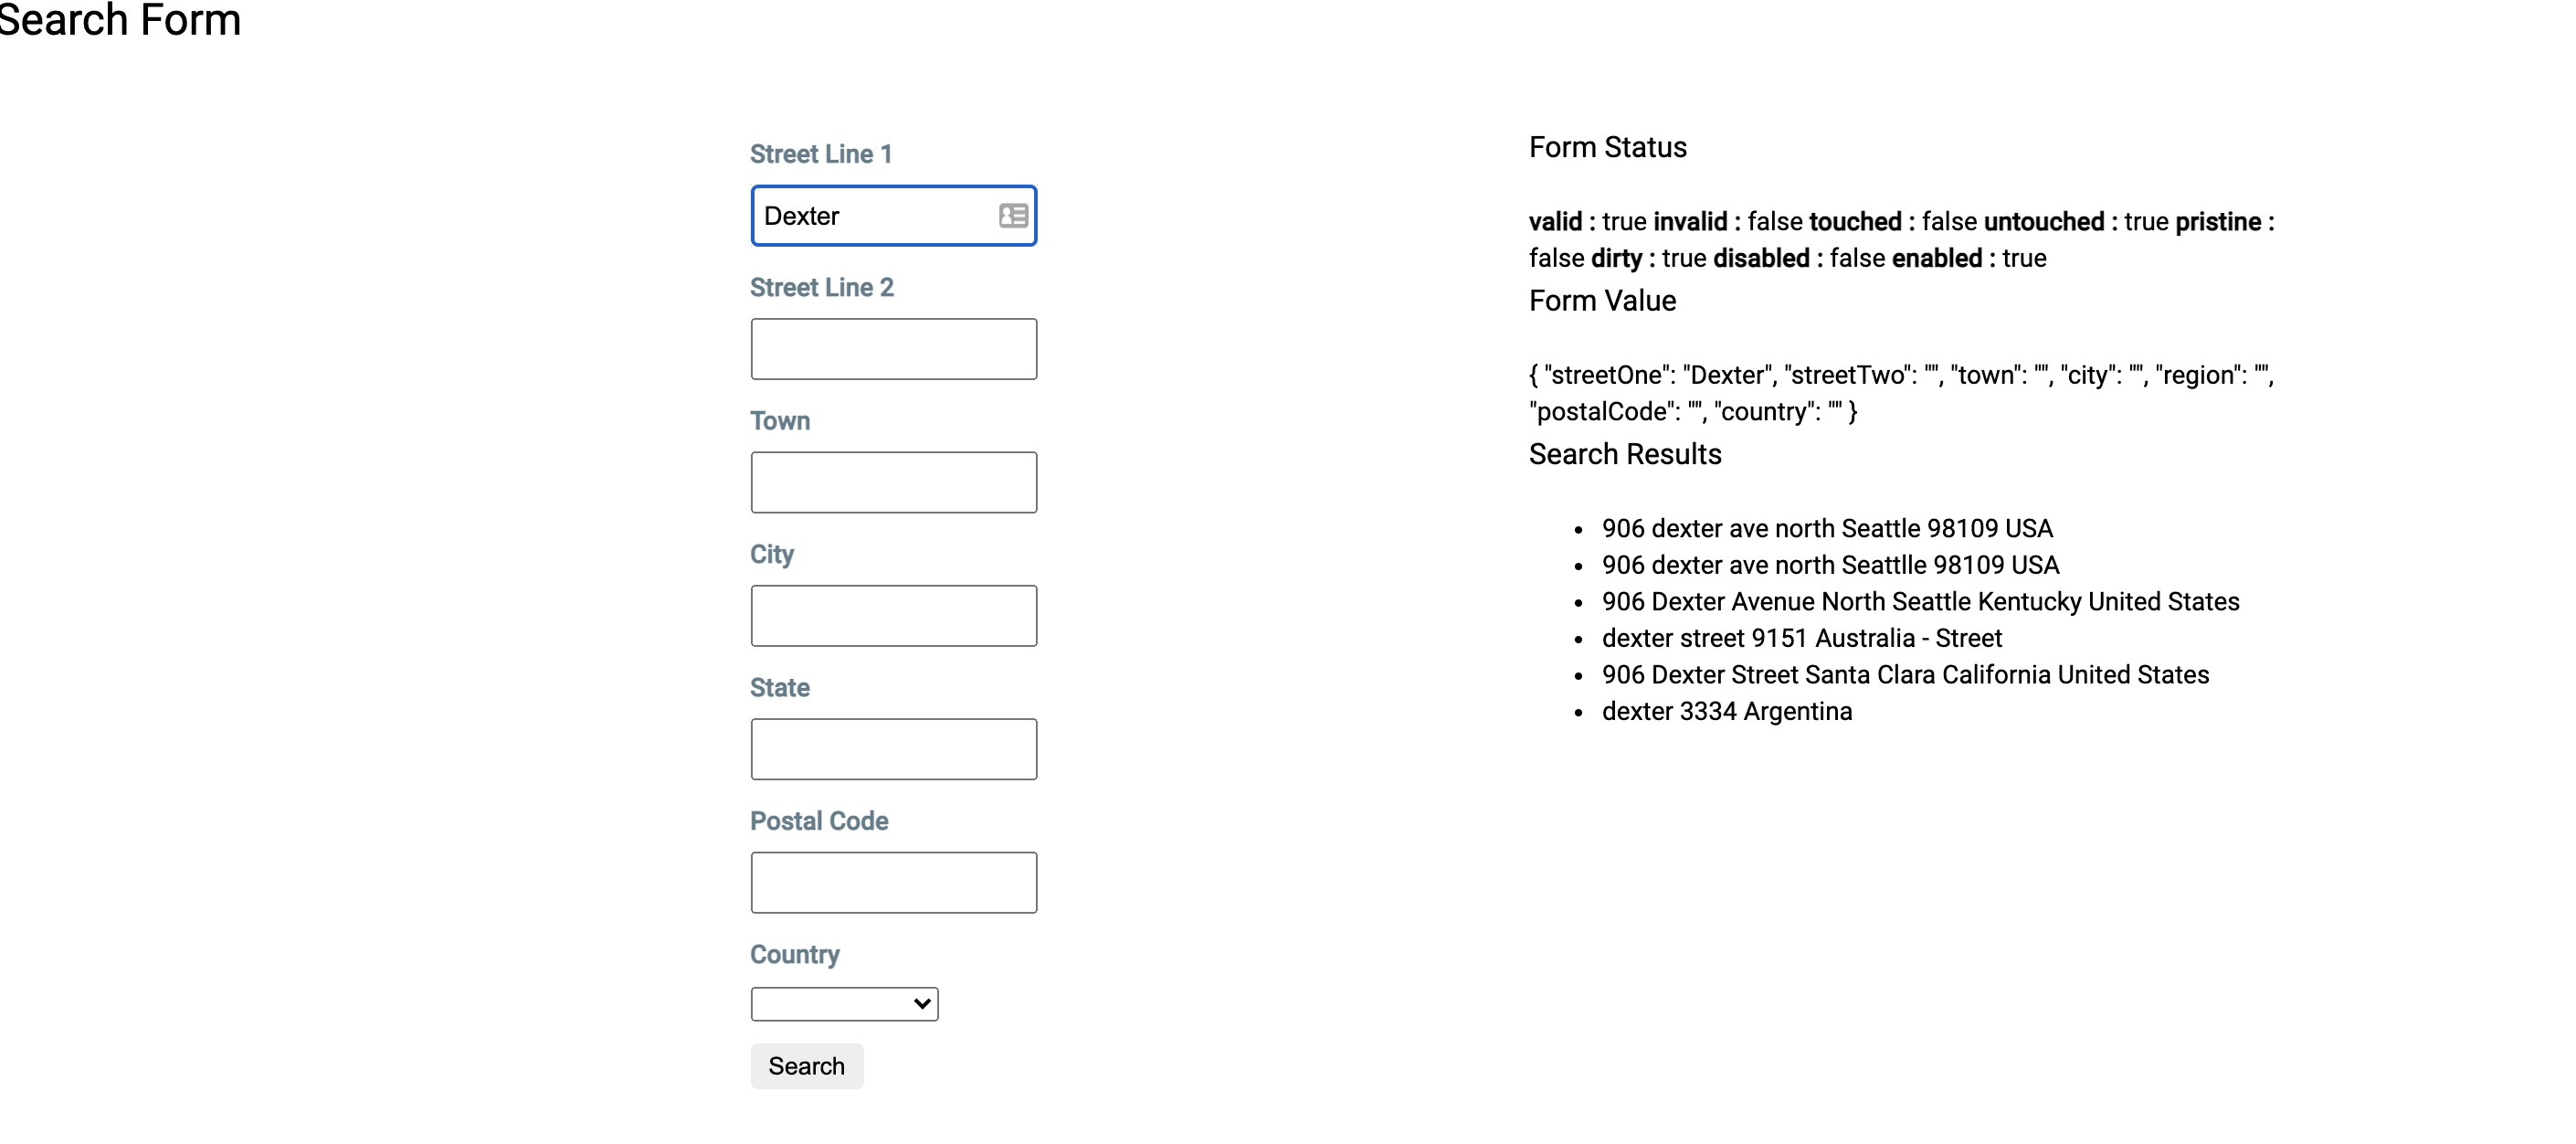 Search Form
Street Line 1
Dexter
Street Line 2
Town
City
State
Postal Code
Country
Search
Form Status
valid : true invalid : false touched : false untouched : true pristine :
false dirty : true disabled : false enabled : true
Form Value
{ "streetOne": "Dexter", "streetTwo": "", "town": "", "city": "", "region": "",
"postalCode": "", "country": "" }
Search Results
• 906 dexter ave north Seattle 98109 USA
• 906 dexter ave north Seattlle 98109 USA
• 906 Dexter Avenue North Seattle Kentucky United States
• dexter street 9151 Australia - Street
• 906 Dexter Street Santa Clara California United States
• dexter 3334 Argentina